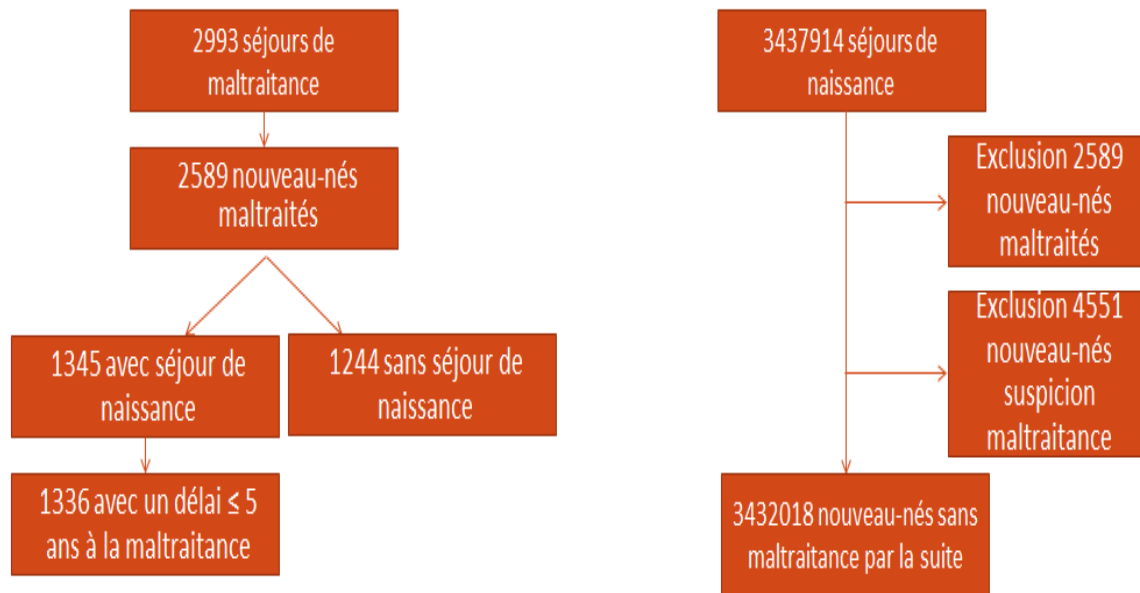 2993 séjours de
maltraitance
2589 nouveau-nés
maltraités
1345 avec séjour de
naissance
1244 sans séjour de
naissance
1336 avec un délai ≤ 5
ans à la maltraitance
3437914 séjours de
naissance
Exclusion 2589
nouveau-nés
maltraités
Exclusion 4551
nouveau-nés
suspicion
maltraitance
3432018 nouveau-nés sans
maltraitance par la suite